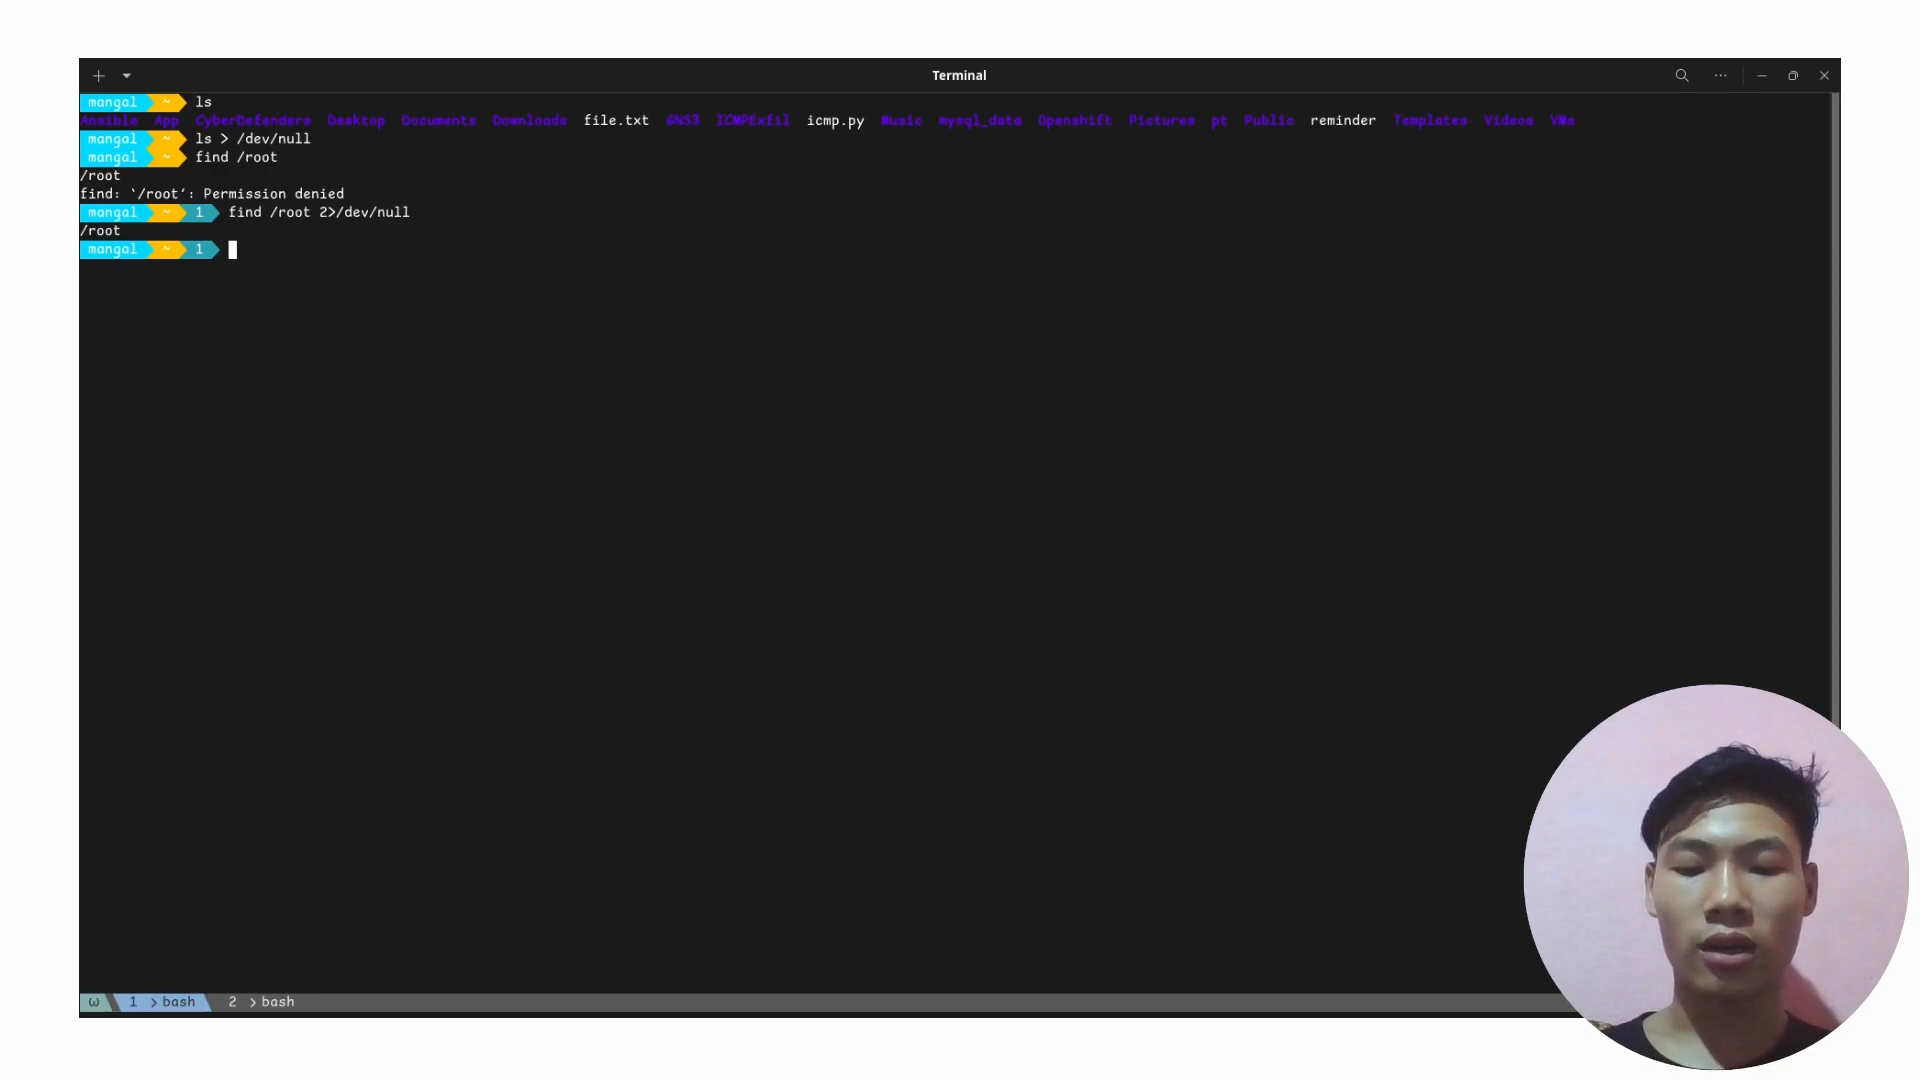 Terminal
mangal ~ ls
Ansible App CyberDefenders Desktop Documents Downloads file.txt GNS3 ICMPExfil icmp.py Music mysql_data Openshift Pictures pt Public reminder Templates Videos VMs
mangal ~ ls > /dev/null
mangal ~ find /root
/root
find: ‘/root’: Permission denied
mangal ~ 1 find /root 2>/dev/null
/root
mangal ~ 1
ω 1 >bash 2 >bash